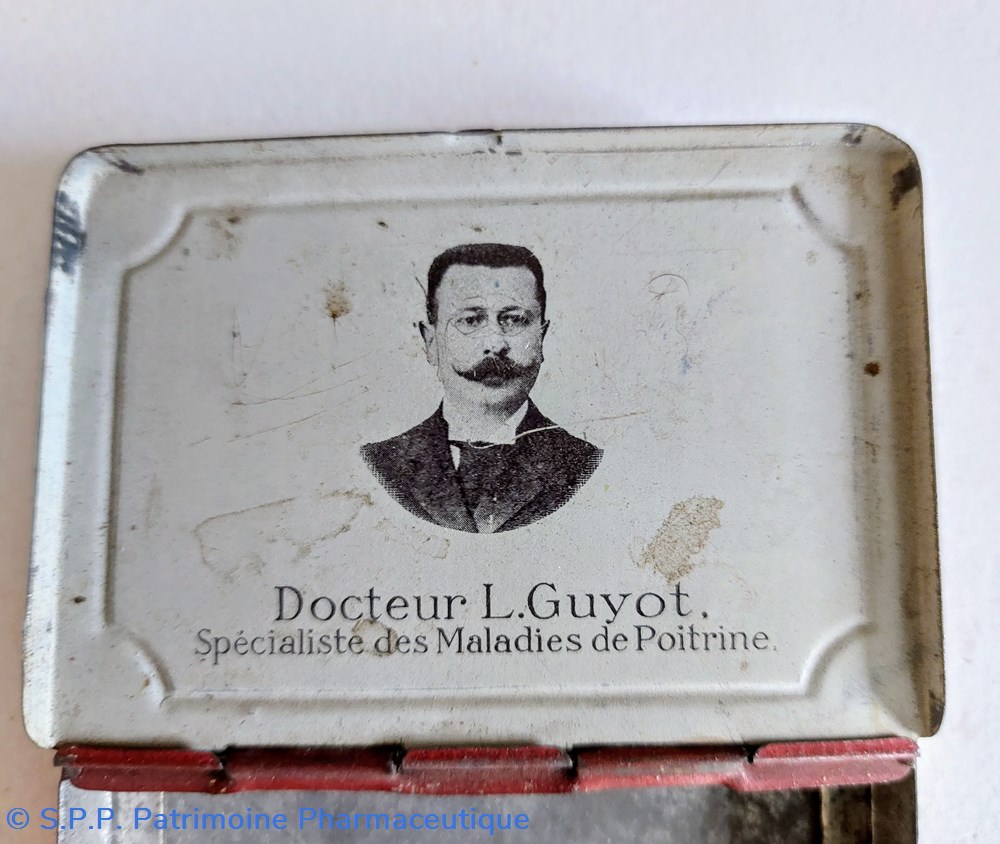 Docteur L.Guyot.
Spécialiste des Maladies de Poitrine.
© S.P.P. Patrimoine Pharmaceutique